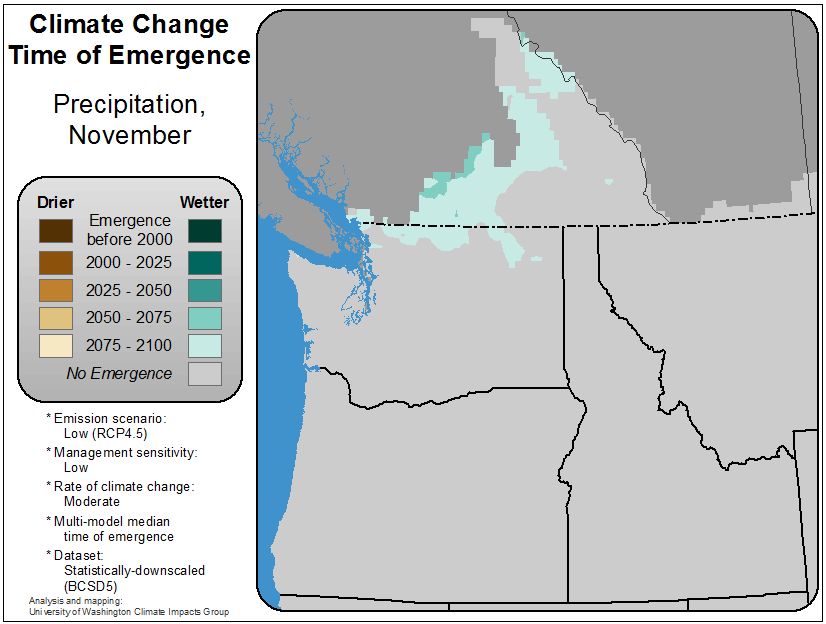 Climate Change
Time of Emergence
Precipitation,
November
Drier Wetter
Emergence
before 2000
2000 - 2025
2025 - 2050
2050 - 2075
2075 - 2100
No Emergence
* Emission scenario:
Low (RCP4.5)
* Management sensitivity:
Low
* Rate of climate change:
Moderate
* Multi-model median
time of emergence
* Dataset:
Statistically-downscaled
(BCSD5)
Analysis and mapping:
University of Washington Climate Impacts Group